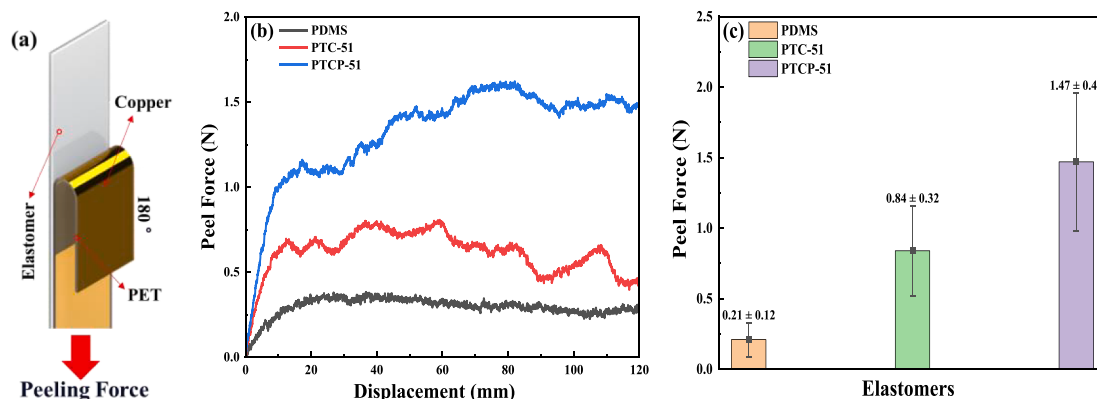 (a)
Copper
Elastomer
180 °
PET
Peeling Force
(b)
PDMS
PTC-51
PTCP-51
Peel Force (N)
2.0
1.5
1.0
0.5
0.0
0 20 40 60 80 100 120
Displacement (mm)
(c)
PDMS
PTC-51
PTCP-51
Peel Force (N)
2.5
2.0
1.5
1.0
0.5
0.0
0.21 ± 0.12
0.84 ± 0.32
1.47 ± 0.4
Elastomers